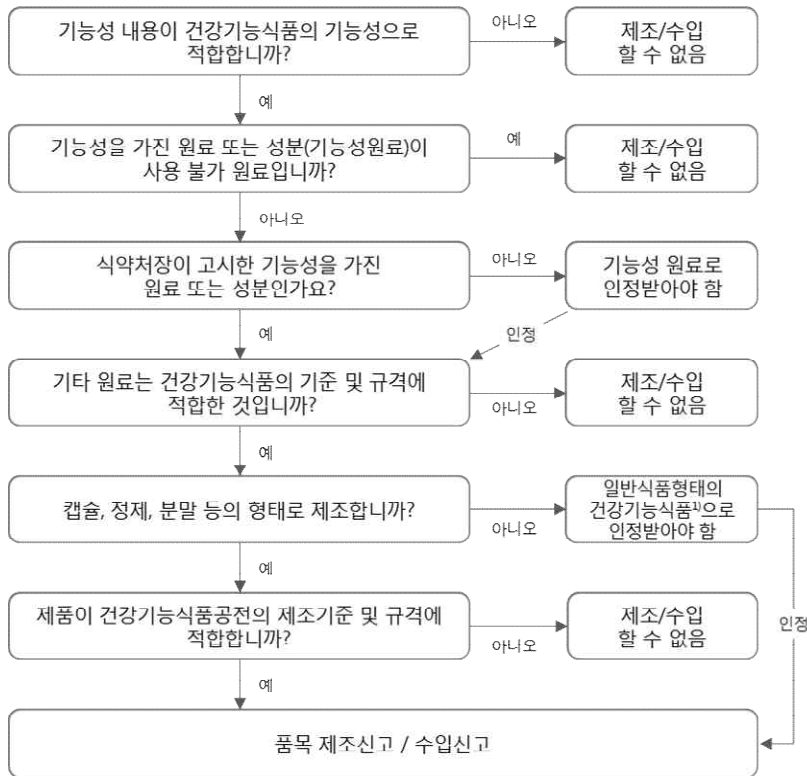 기능성 내용이 건강기능식품의 기능성으로
적합합니까?
아니오
제조/수입
할 수 없음
예
기능성을 가진 원료 또는 성분(기능성원료)이
사용 불가 원료입니까?
예
제조/수입
할 수 없음
아니오
식약처장이 고시한 기능성을 가진
원료 또는 성분인가요?
아니오
기능성 원료로
인정받아야 함
예
인정
기타 원료는 건강기능식품의 기준 및 규격에
적합한 것입니까?
아니오
제조/수입
할 수 없음
예
캡슐, 정제, 분말 등의 형태로 제조합니까?
아니오
일반식품형태의
건강기능식품¹⁾으로
인정받아야 함
예
제품이 건강기능식품공전의 제조기준 및 규격에
적합합니까?
아니오
제조/수입
할 수 없음
인정
예
품목 제조신고 / 수입신고